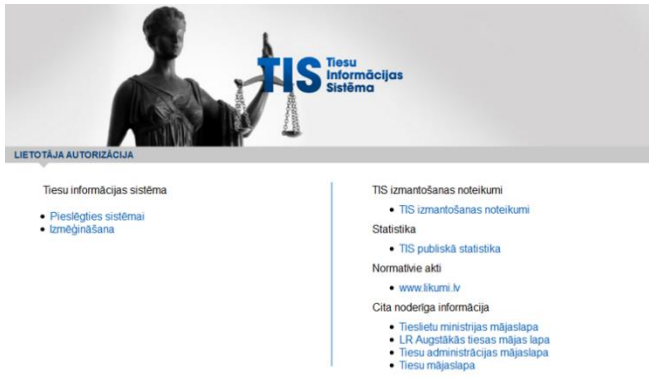 TIS Tiesu
Informācijas
Sistēma
LIETOTĀJA AUTORIZĀCIJA
Tiesu informācijas sistēma
• Pieslēgties sistēmai
• Izmēģināšana
TIS izmantošanas noteikumi
• TIS izmantošanas noteikumi
Statistika
• TIS publiskā statistika
Normatīvie akti
• www.likumi.lv
Cita noderīga informācija
• Tieslietu ministrijas mājaslapa
• LR Augstākās tiesas mājas lapa
• Tiesu administrācijas mājaslapa
• Tiesu mājaslapa